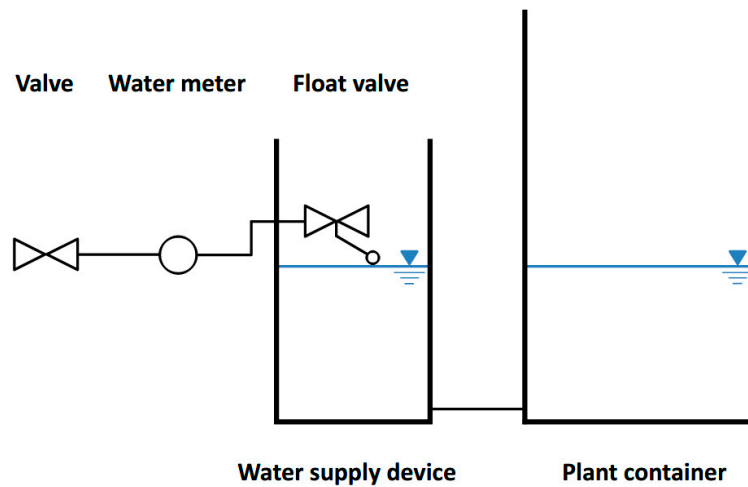 Valve
Water meter
Float valve
Water supply device
Plant container